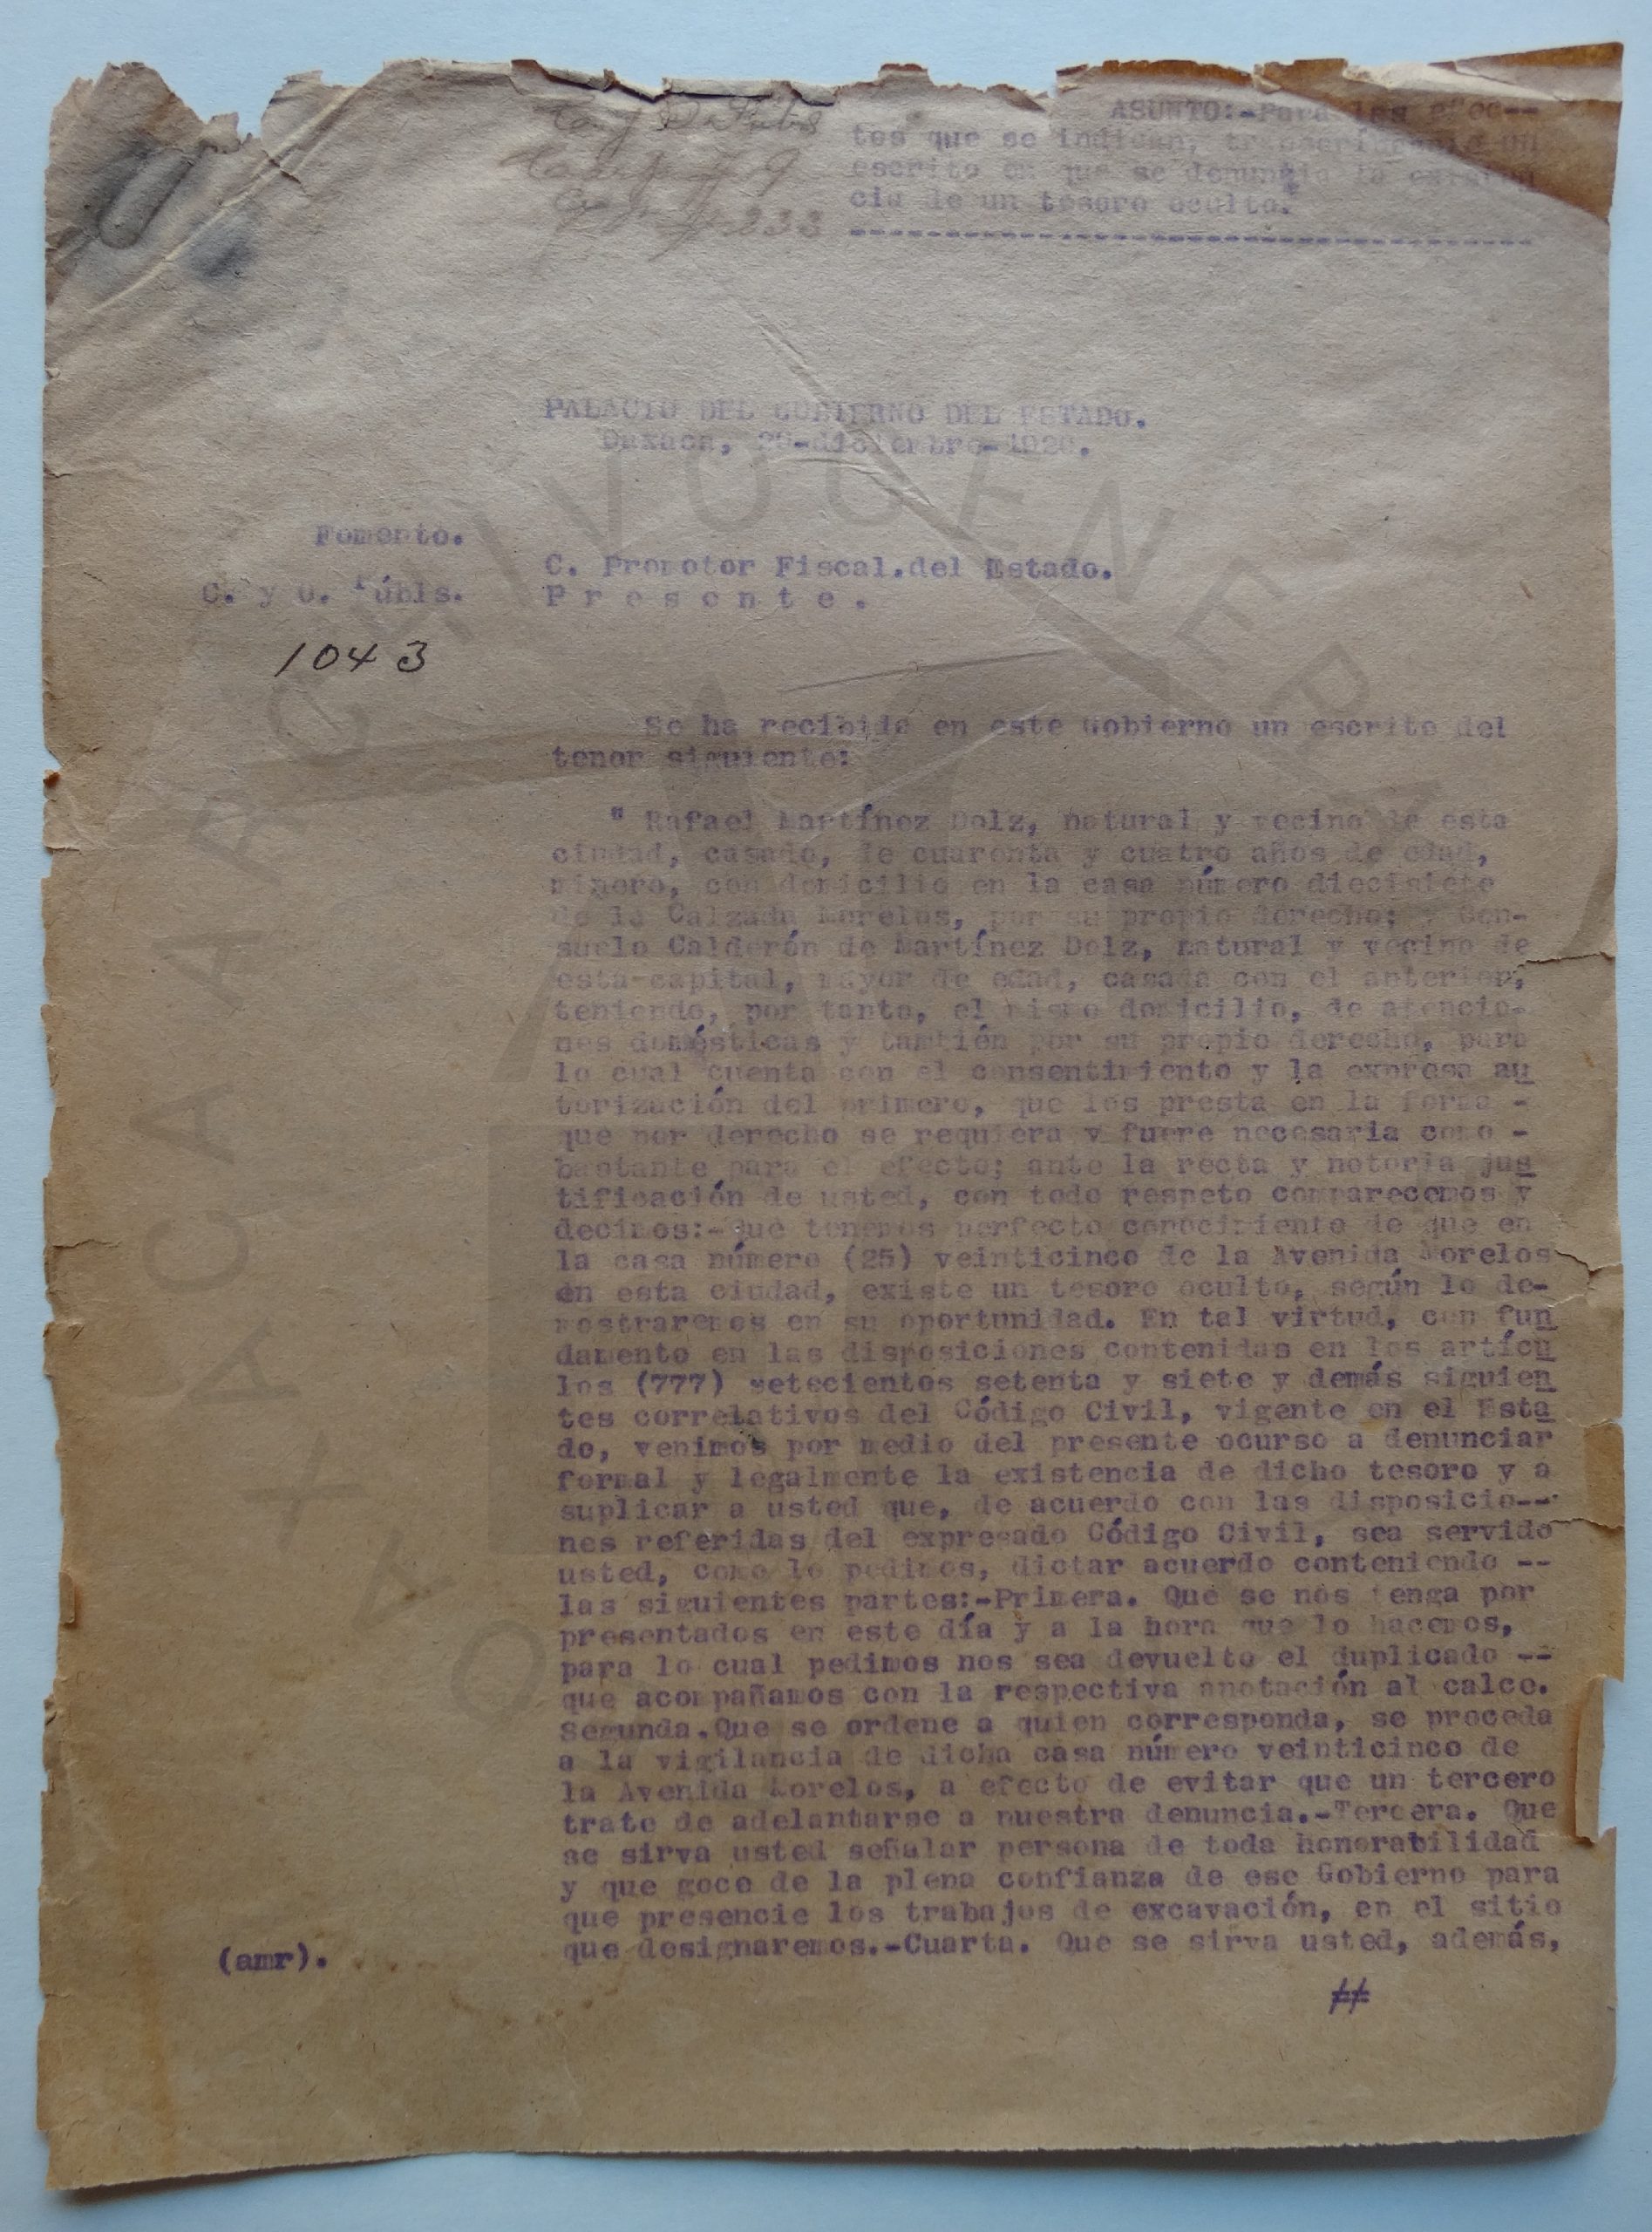 ASUNTO:-Para los efec--
tos que se indican, transcríbesele un
escrito en que se denuncia la existen
cia de un tesoro oculto.
233
PALACIO DEL GOBIERNO DEL ESTADO.
Oaxaca, diciembre-1920.
Fomento.
C. y O. Públs.
1043
C. Promotor Fiscal.del Estado.
P r e s e n t e .
Se ha recibido en este Gobierno un escrito del
tenor siguiente:
" Rafael Martínez Dolz, natural y vecino de esta
ciudad, casado, de cuarenta y cuatro años de edad,
minero, con domicilio en la casa número diecisiete
de la Calzada Morelos, por su propio derecho; y Con-
suelo Calderón de Martínez Dolz, natural y vecina de
esta-capital, mayor de edad, casada con el anterior,
teniendo, por tanto, el mismo domicilio, de atencio-
nes domésticas y también por su propio derecho, para
lo cual cuenta con el consentimiento y la expresa au
torización del primero, que los presta en la forma -
que por derecho se requiera y fuere necesaria como -
bastante para el efecto; ante la recta y notoria jus
tificación de usted, con todo respeto comparecemos y
decimos:-Que tenemos perfecto conocimiento de que en
la casa número (25) veinticinco de la Avenida Morelos
en esta ciudad, existe un tesoro oculto, según lo de-
mostraremos en su oportunidad. En tal virtud, con fun
damento en las disposiciones contenidas en los artícu
los (777) setecientos setenta y siete y demás siguien
tes correlativos del Código Civil, vigente en el Esta
do, venimos por medio del presente ocurso a denunciar
formal y legalmente la existencia de dicho tesoro y a
suplicar a usted que, de acuerdo con las disposicio--
nes referidas del expresado Código Civil, sea servido
usted, como lo pedimos, dictar acuerdo conteniendo --
las siguientes partes:-Primera. Que se nos tenga por
presentados en este día y a la hora que lo hacemos,
para lo cual pedimos nos sea devuelto el duplicado --
que acompañamos con la respectiva anotación al calce.
Segunda.Que se ordene a quien corresponda, se proceda
a la vigilancia de dicha casa número veinticinco de
la Avenida Morelos, a efecto de evitar que un tercero
trate de adelantarse a nuestra denuncia.-Tercera. Que
se sirva usted señalar persona de toda honorabilidad
y que goce de la plena confianza de ese Gobierno para
que presencie los trabajos de excavación, en el sitio
que designaremos.-Cuarta. Que se sirva usted, además,
(amr).
##
OAXACA ARCHIVO GENERAL